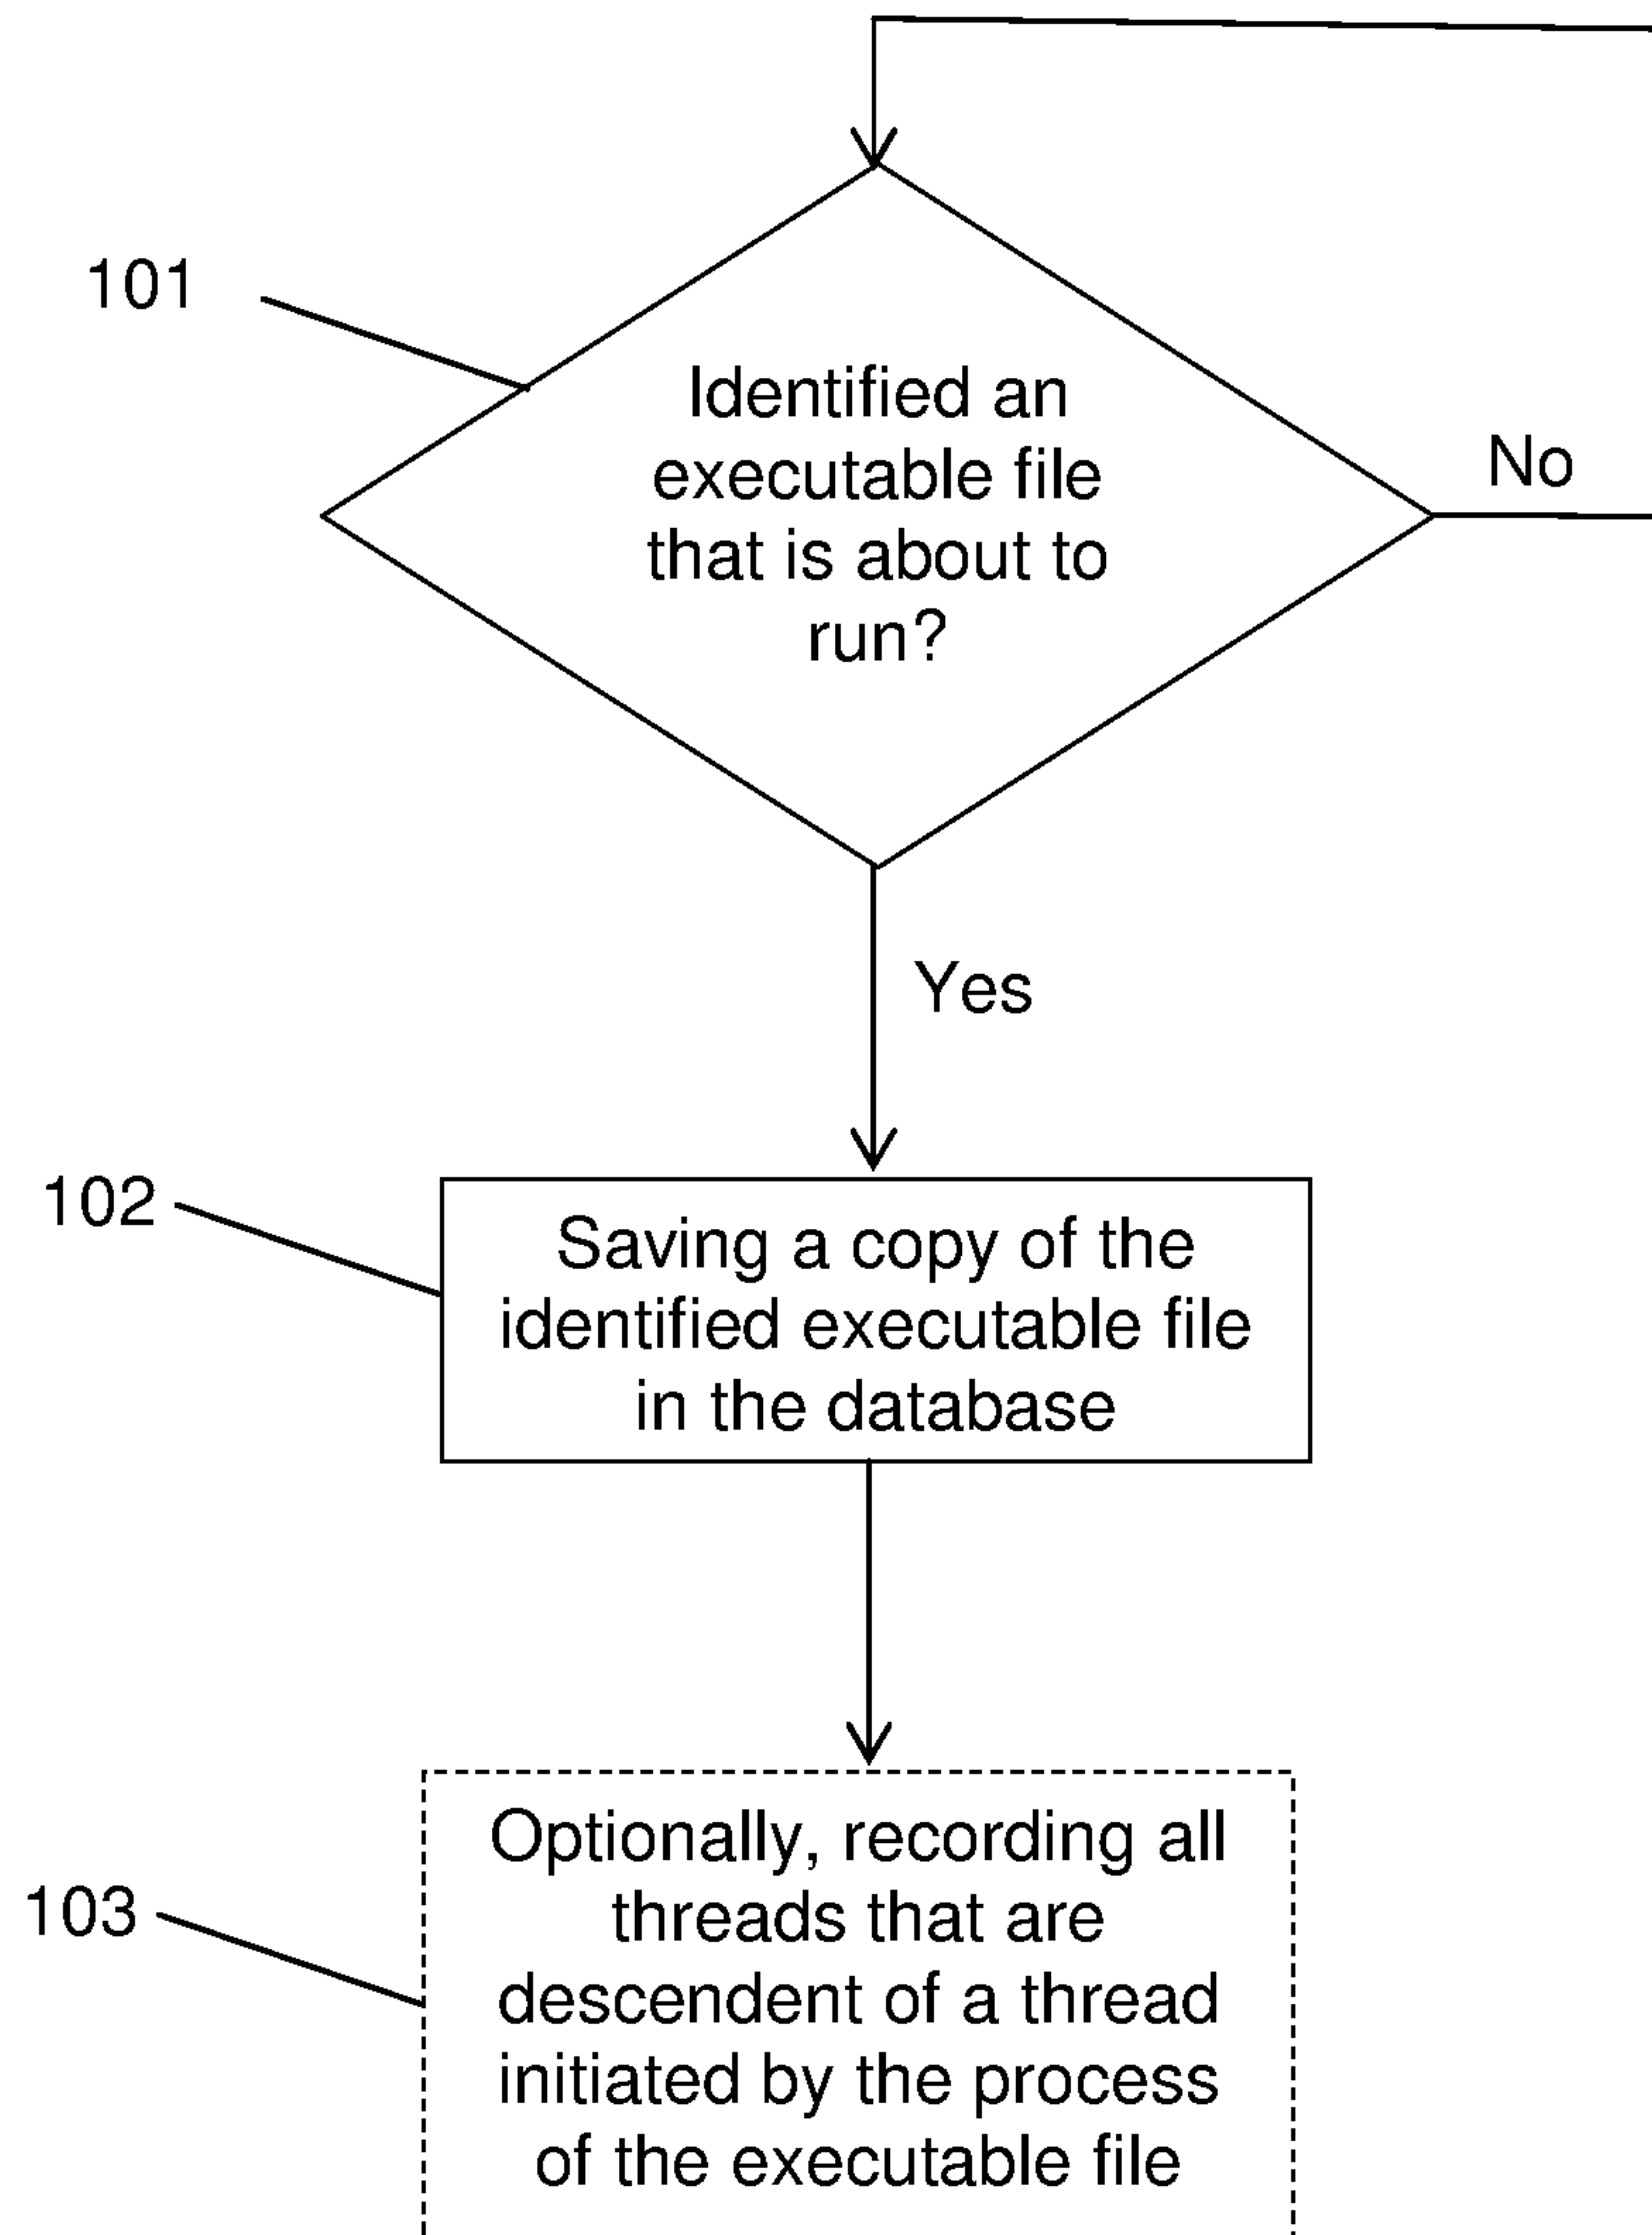 101
Identified an
executable file
that is about to
run?
No
Yes
102
Saving a copy of the
identified executable file
in the database
103
Optionally, recording all
threads that are
descendent of a thread
initiated by the process
of the executable file